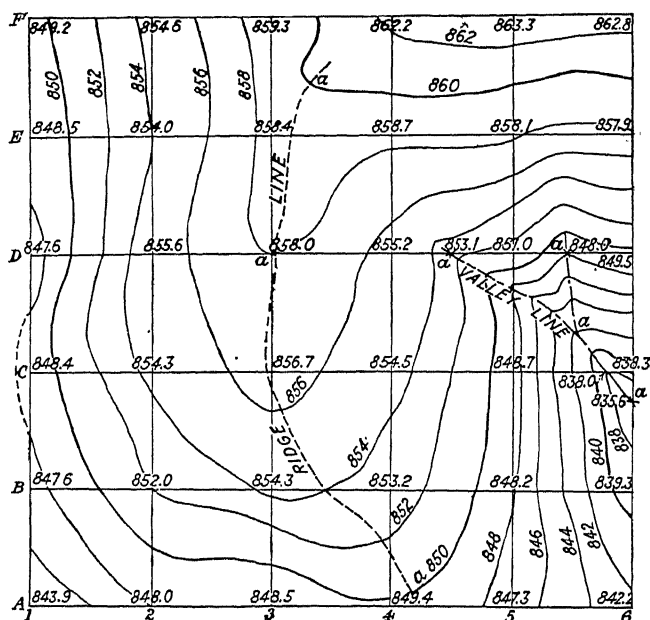 F 849.2 854.6 859.3 862.2 862 863.3 862.8
850 852 854 856 858 a' 860
E 848.5 854.0 858.4 858.7 858.1 857.9
LINE
D 847.6 855.6 a 858.0 855.2 a 853.1 857.0 a 848.0
849.5
VALLEY LINE
a
C 848.4 854.3 856.7 854.5 848.7 838.0 838.3
856 835.6 a
RIDGE 854 840 838
B 847.6 852.0 854.3 853.2 848.2 839.3
852
850 848 846 844 842
a
A 843.9 848.0 848.5 849.4 847.3 842.2
1 2 3 4 5 6